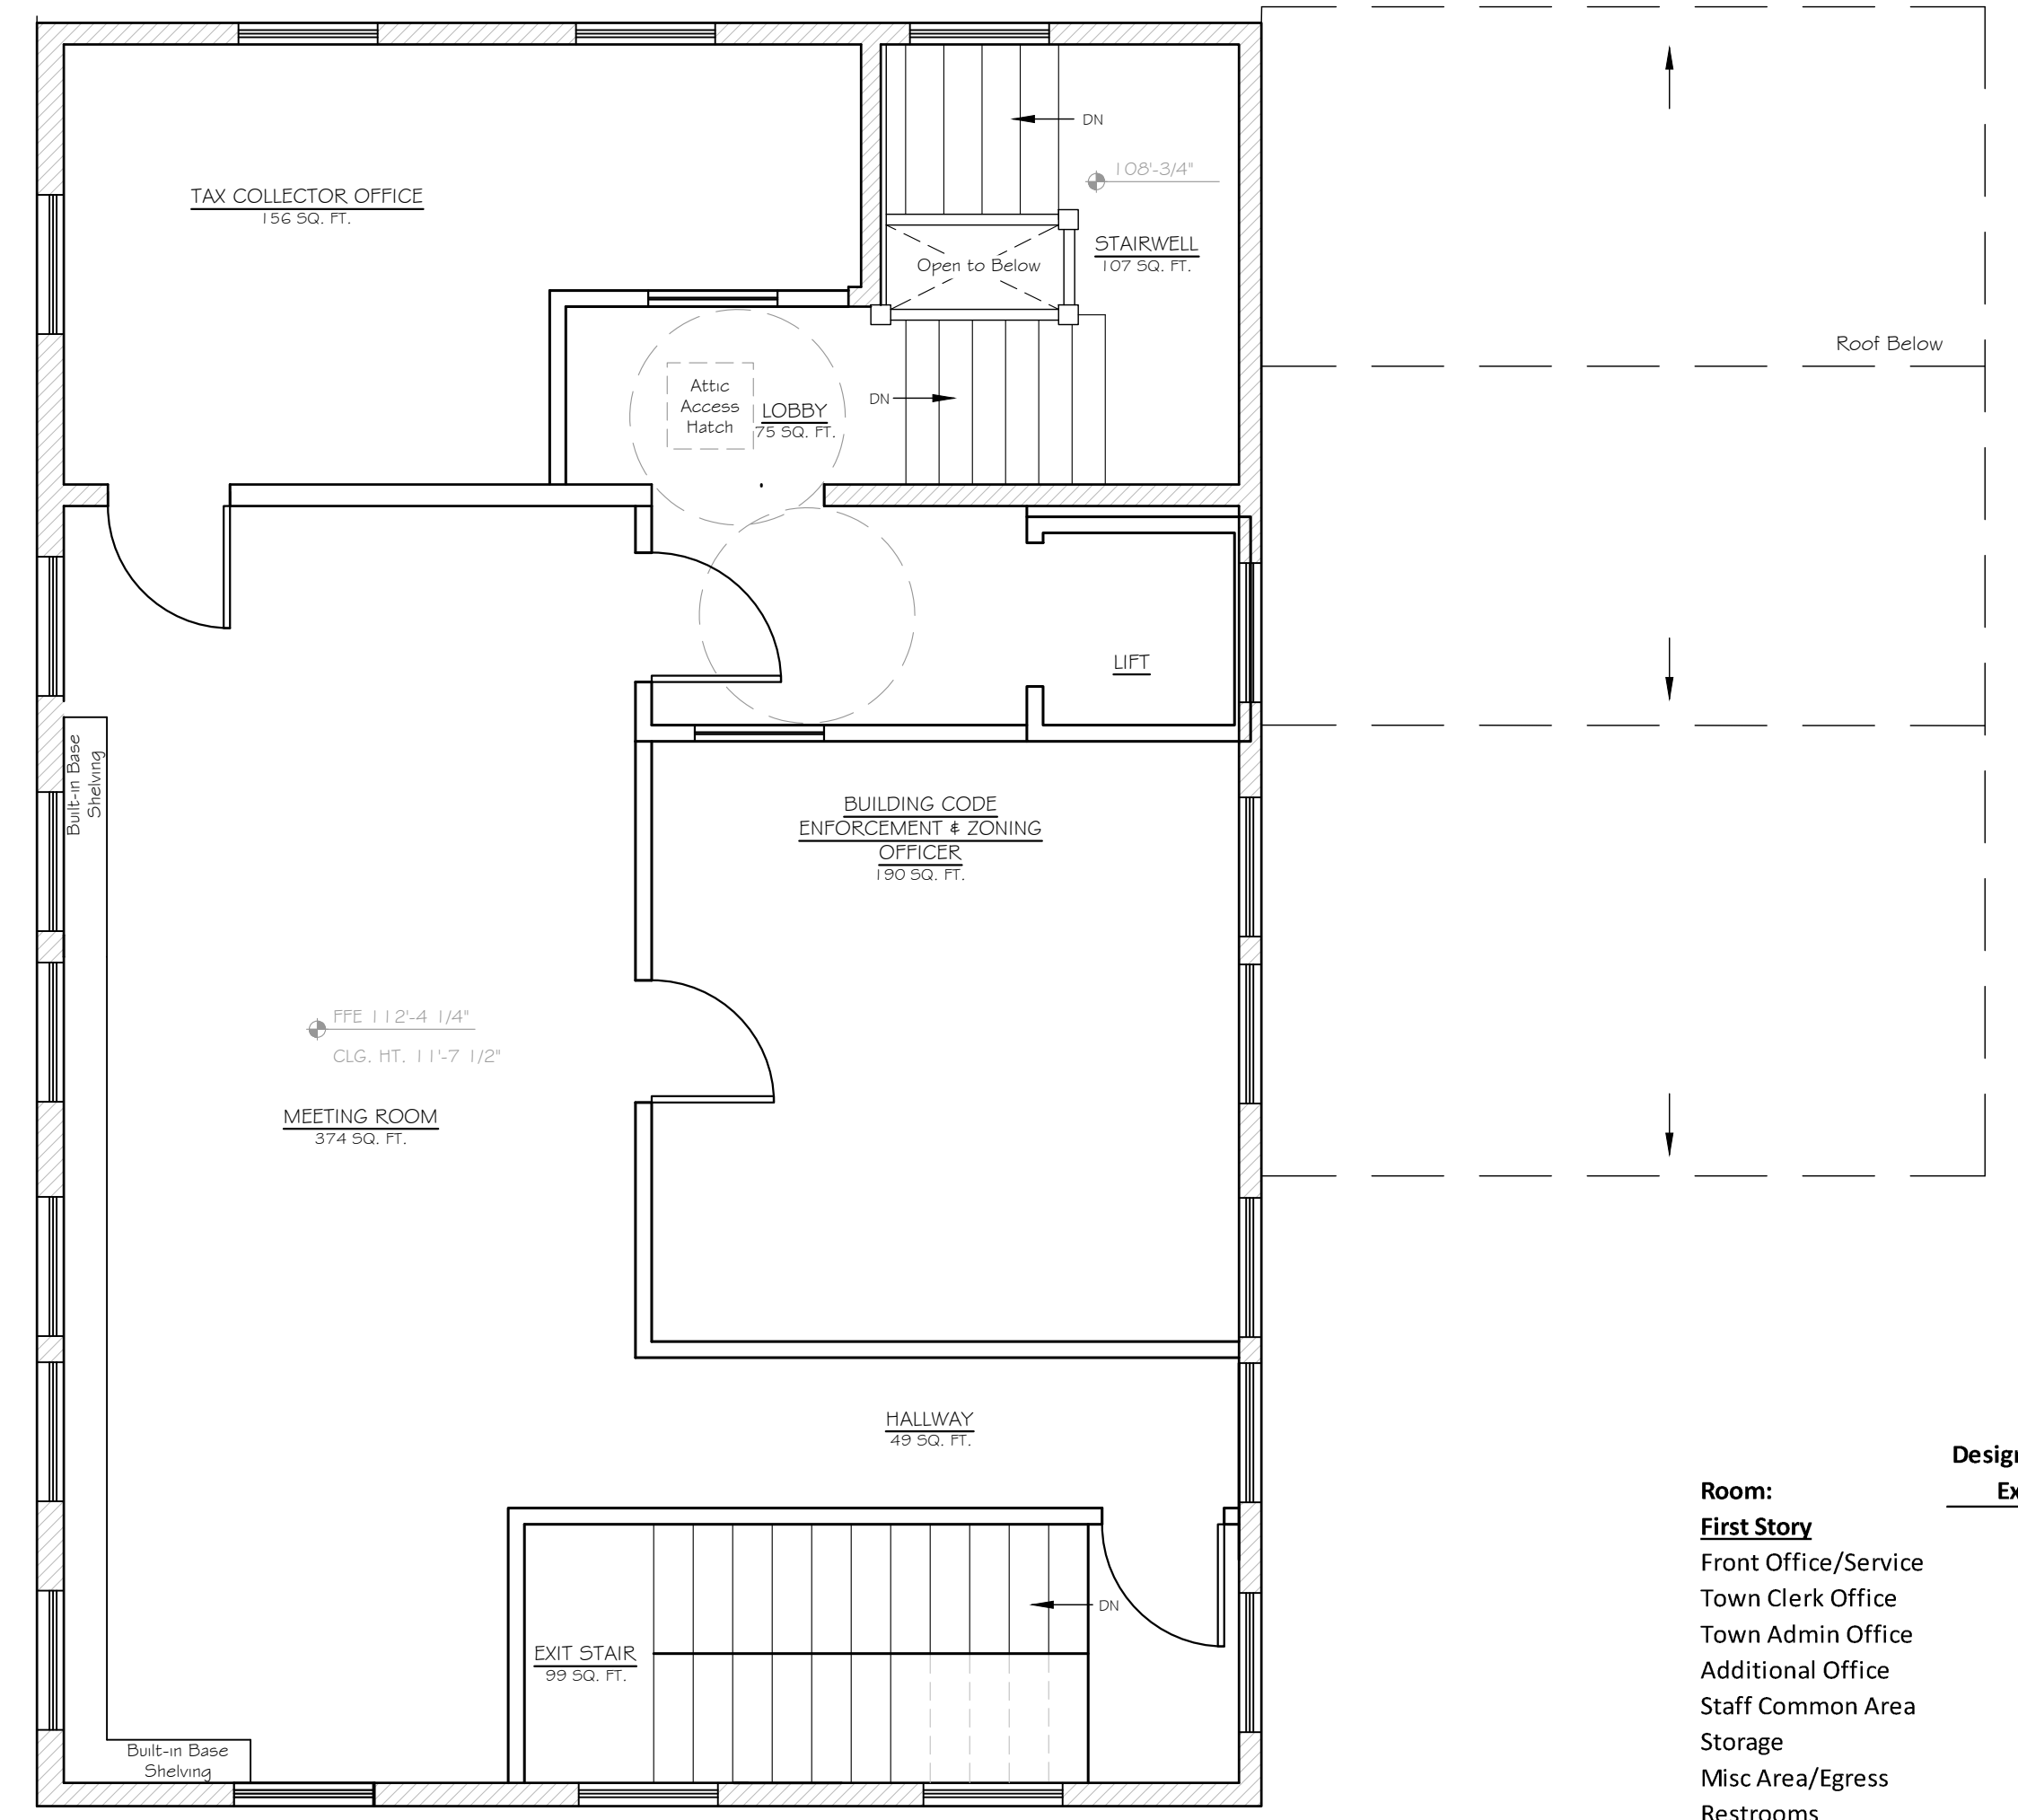 DN
108'-3/4"
TAX COLLECTOR OFFICE
156 SQ. FT.
STAIRWELL
107 SQ. FT.
Open to Below
Roof Below
Attic
Access
Hatch
LOBBY
75 SQ. FT.
DN
LIFT
Built-in Base
Shelving
BUILDING CODE
ENFORCEMENT & ZONING
OFFICER
190 SQ. FT.
FFE 112'-4 1/4"
CLG. HT. 11'-7 1/2"
MEETING ROOM
374 SQ. FT.
HALLWAY
49 SQ. FT.
DN
EXIT STAIR
99 SQ. FT.
Built-in Base
Shelving
Room:
First Story
Front Office/Service
Town Clerk Office
Town Admin Office
Additional Office
Staff Common Area
Storage
Misc Area/Egress
Restrooms